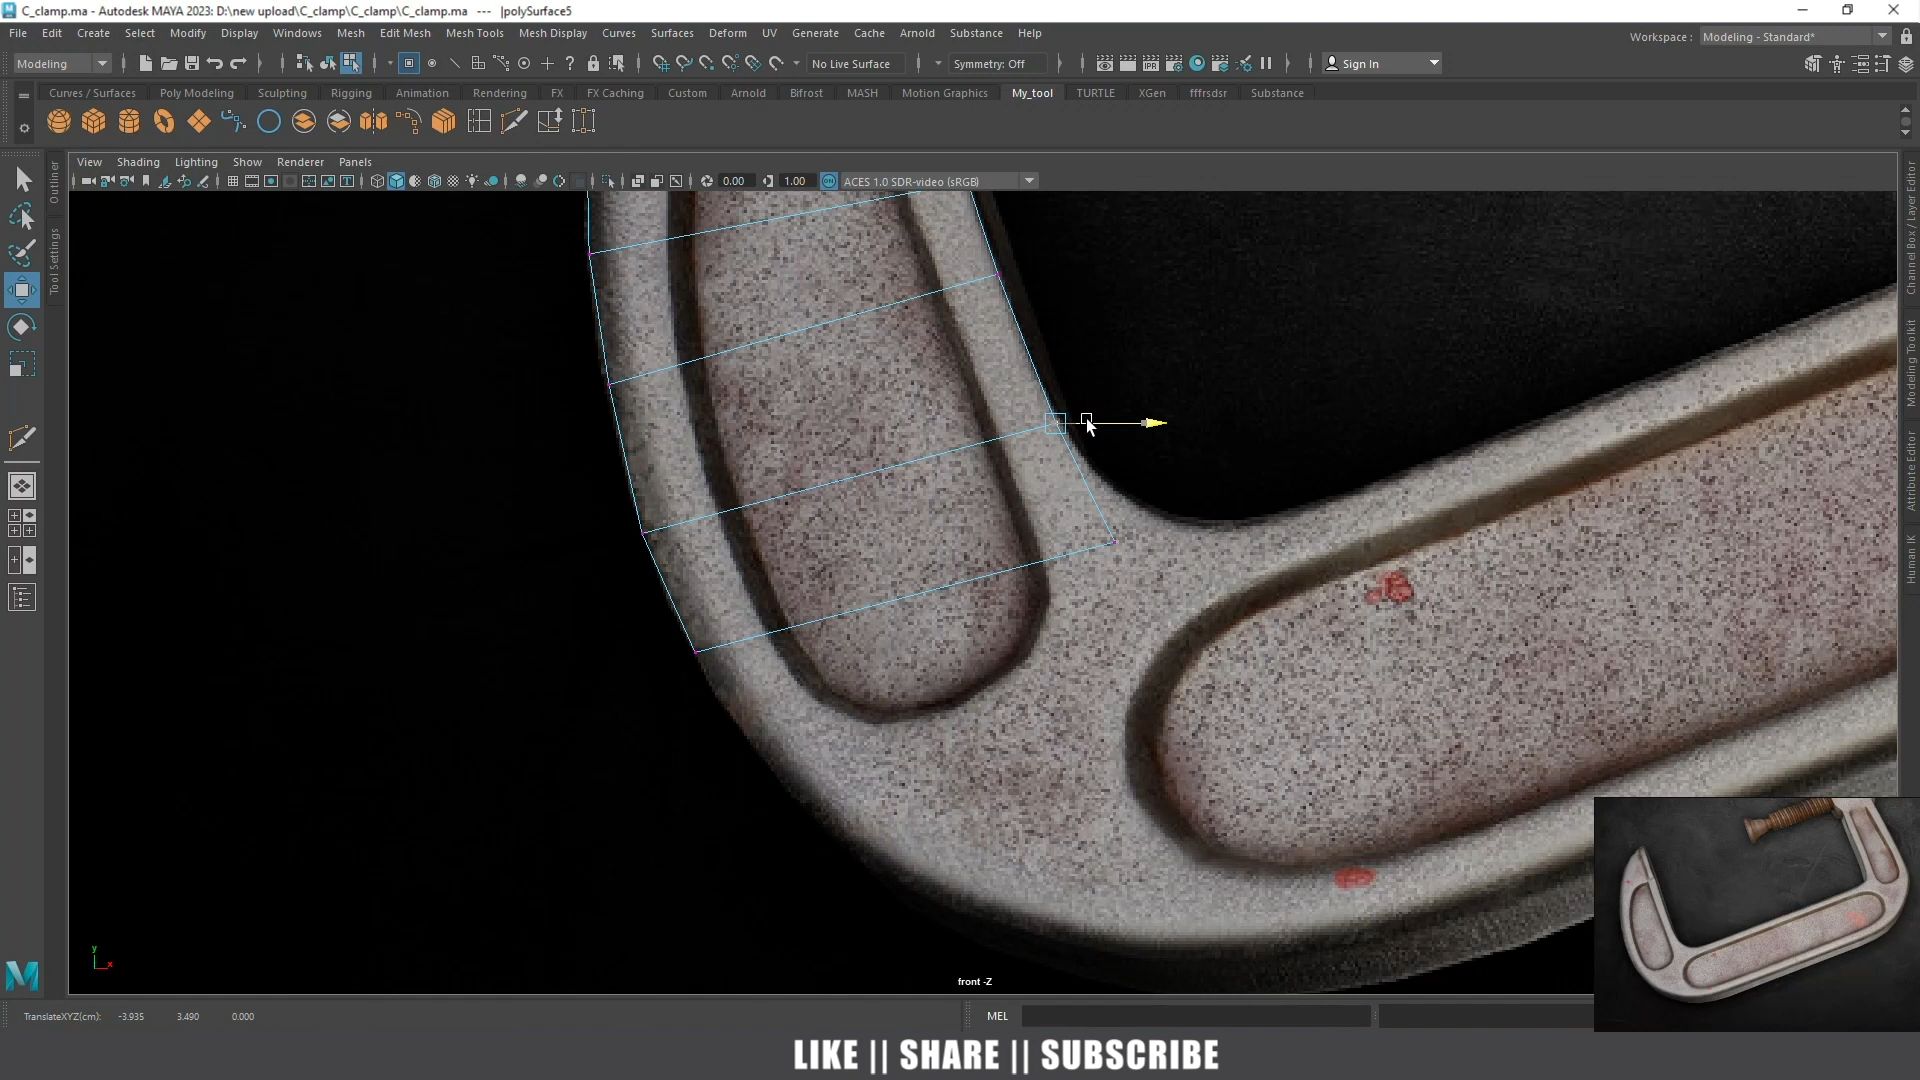 C_clamp.ma - Autodesk MAYA 2023: D:\new upload\C_clamp\C_clamp\C_clamp.ma --- |polySurface5
File Edit Create Select Modify Display Windows Mesh Edit Mesh Mesh Tools Mesh Display Curves Surfaces Deform UV Generate Cache Arnold Substance Help
Workspace : Modeling - Standard*
Modeling No Live Surface Symmetry: Off Sign In
Curves / Surfaces Poly Modeling Sculpting Rigging Animation Rendering FX FX Caching Custom Arnold Bifrost MASH Motion Graphics My_tool TURTLE XGen fffrsdsr Substance
View Shading Lighting Show Renderer Panels
0.00 1.00 ON ACES 1.0 SDR-video (sRGB)
Outliner
Tool Settings
Channel Box / Layer Editor
Modeling Toolkit
Attribute Editor
Human IK
y
x
front -Z
TranslateXYZ(cm): -3.935 3.490 0.000
MEL
LIKE || SHARE || SUBSCRIBE